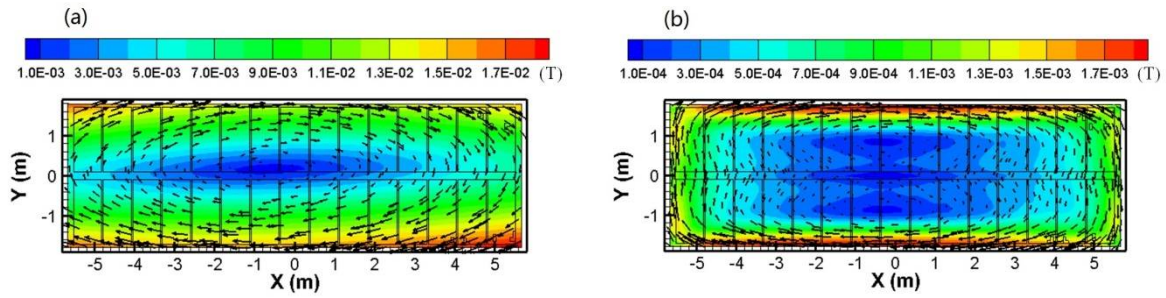 (a)
1.0E-03 3.0E-03 5.0E-03 7.0E-03 9.0E-03 1.1E-02 1.3E-02 1.5E-02 1.7E-02 (T)
Y (m)
1
0
-1
-5 -4 -3 -2 -1 0 1 2 3 4 5
X (m)
(b)
1.0E-04 3.0E-04 5.0E-04 7.0E-04 9.0E-04 1.1E-03 1.3E-03 1.5E-03 1.7E-03 (T)
Y (m)
1
0
-1
-5 -4 -3 -2 -1 0 1 2 3 4 5
X (m)